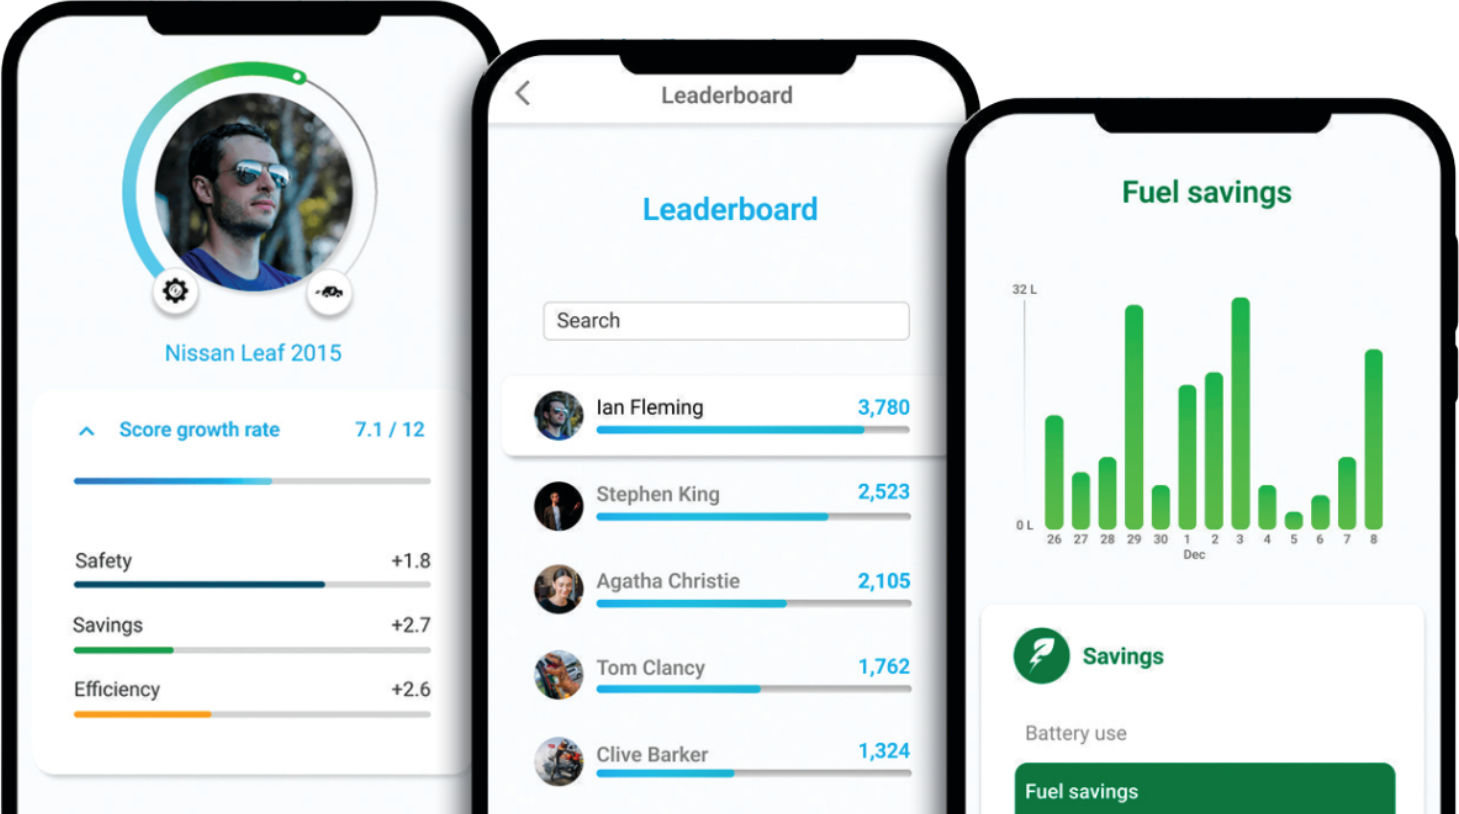 Nissan Leaf 2015
Score growth rate 7.1 / 12
Safety +1.8
Savings +2.7
Efficiency +2.6
Leaderboard
Leaderboard
Search
Ian Fleming 3,780
Stephen King 2,523
Agatha Christie 2,105
Tom Clancy 1,762
Clive Barker 1,324
Fuel savings
32 L
0 L
26 27 28 29 30 1 2 3 4 5 6 7 8
Dec
Savings
Battery use
Fuel savings